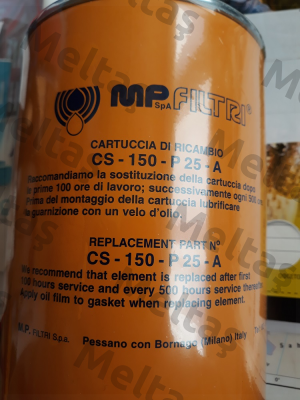 MP FILTRI®
SpA
CARTUCCIA DI RICAMBIO
CS - 150 - P 25 - A
Raccomandiamo la sostituzione della cartuccia dopo
le prime 100 ore di lavoro; successivamente ogni 500
Prima del montaggio della cartuccia lubrificare
la guarnizione con un velo d'olio.
REPLACEMENT PART N°
CS - 150 - P 25 - A
We recommend that element is replaced after first
100 hours service and every 500 hours service
Apply oil film to gasket when replacing element.
M.P. FILTRI S.p.a. Pessano con Bornago (Milano) Italy
Meltaş